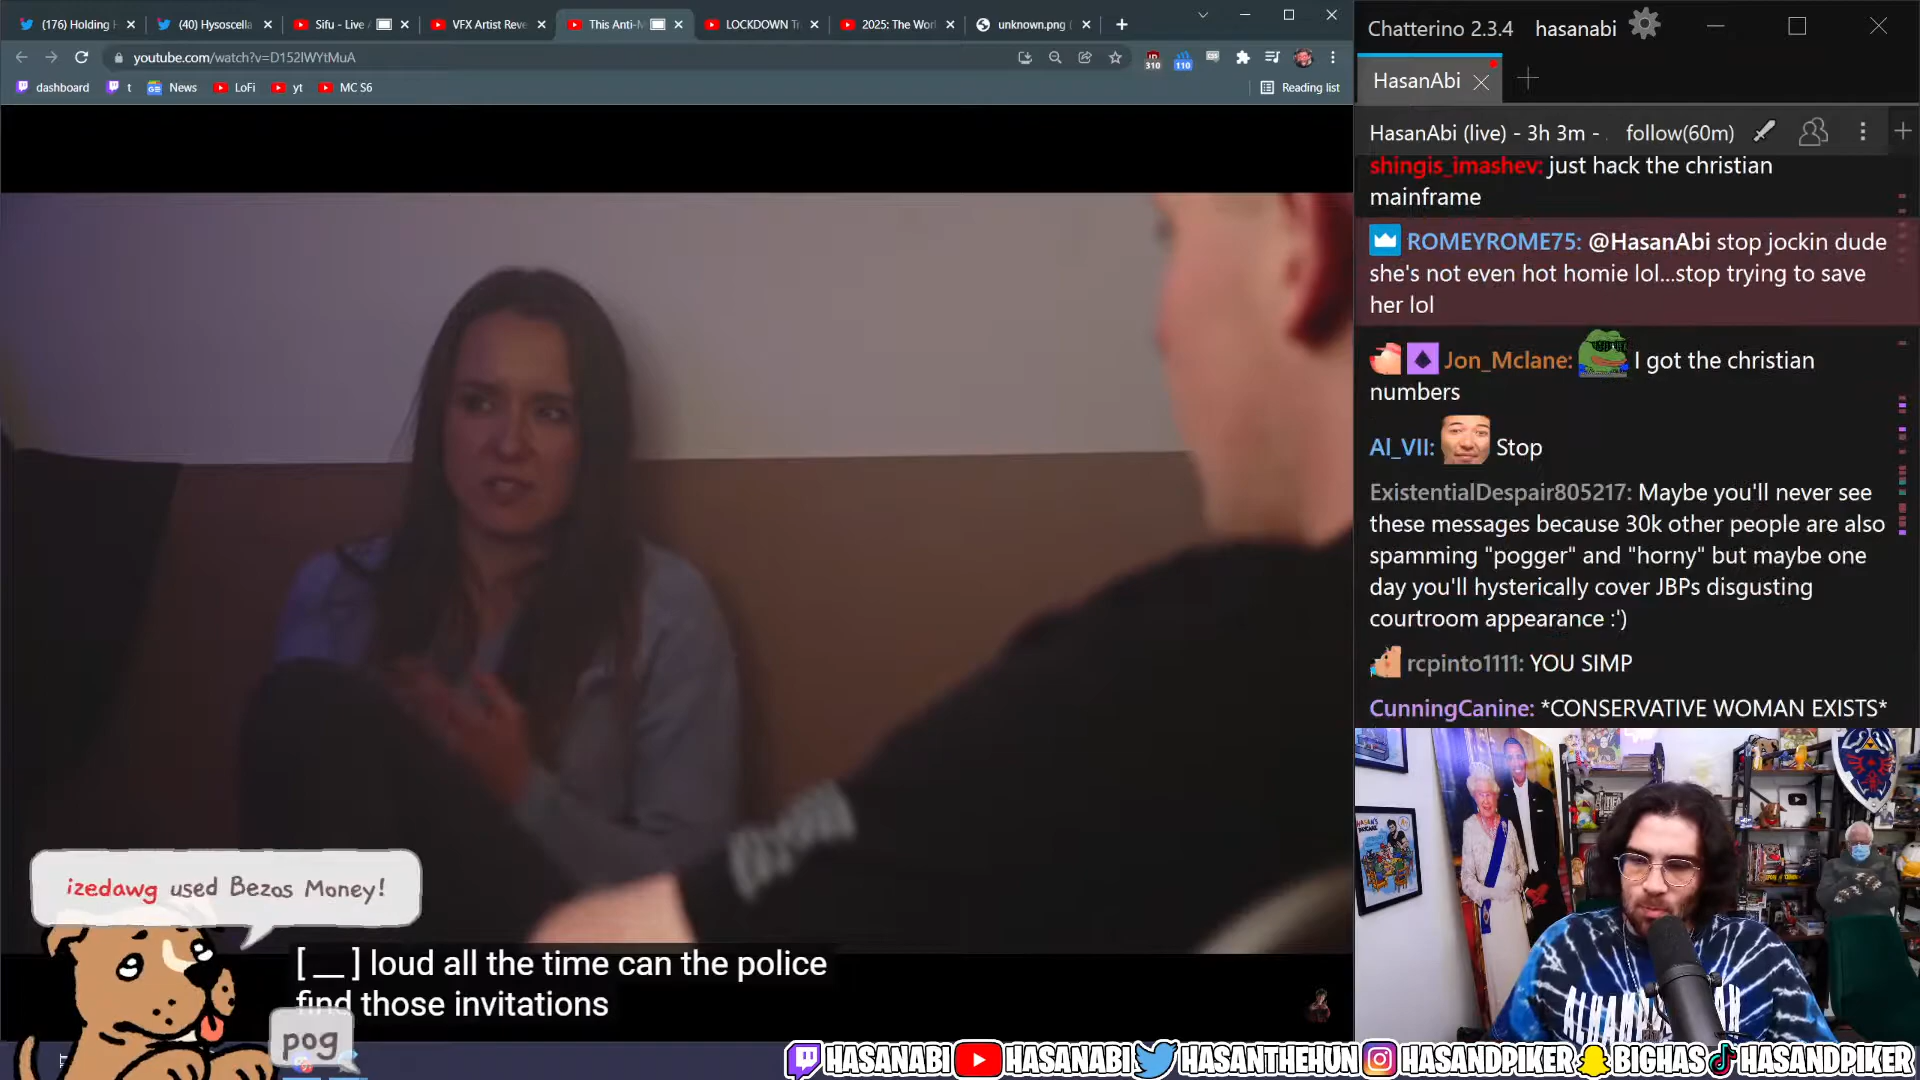 (176) Holding H
(40) Hysoscella
Sifu - Live
VFX Artist Reve
This Anti-M
LOCKDOWN Tr
2025: The Worl
unknown.png (
youtube.com/watch?v=D152IWYtMuA
310
110
dashboard
t
News
LoFi
yt
MC S6
Reading list
Chatterino 2.3.4
hasanabi
HasanAbi
HasanAbi (live) - 3h 3m -
follow(60m)
shingis_imashev: just hack the christian
mainframe
ROMEYROME75: @HasanAbi stop jockin dude
she's not even hot homie lol...stop trying to save
her lol
Jon_Mclane: I got the christian
numbers
Al_VII: Stop
ExistentialDespair805217: Maybe you'll never see
these messages because 30k other people are also
spamming "pogger" and "horny" but maybe one
day you'll hysterically cover JBPs disgusting
courtroom appearance :')
rcpinto1111: YOU SIMP
CunningCanine: *CONSERVATIVE WOMAN EXISTS*
izedawg used Bezos Money!
[ __ ] loud all the time can the police
find those invitations
pog
HASANABI
HASANABI
HASANTHEHUN
HASANDPIKER
BIGHAS
HASANDPIKER